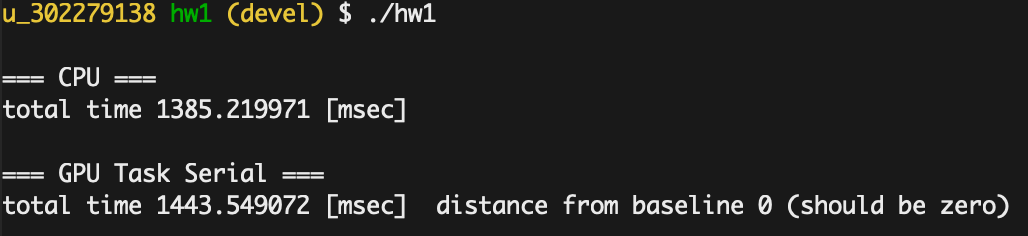 u_302279138 hw1 (devel) $ ./hw1
=== CPU ===
total time 1385.219971 [msec]
=== GPU Task Serial ===
total time 1443.549072 [msec]  distance from baseline 0 (should be zero)